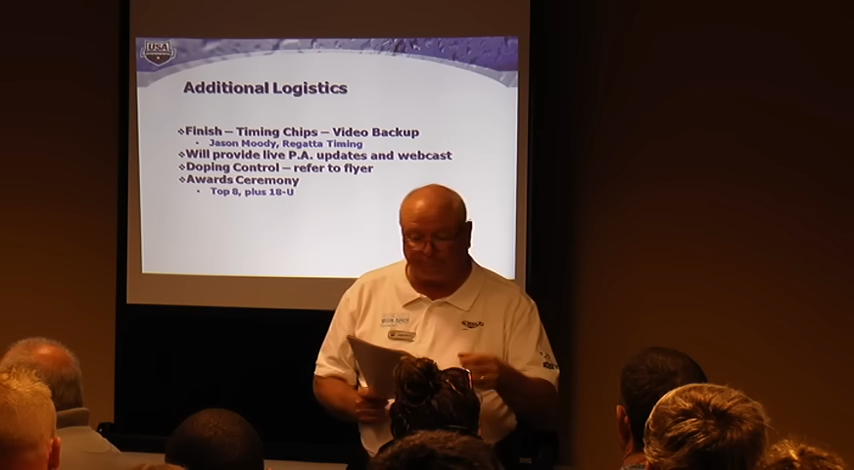 USA
Additional Logistics
❖Finish – Timing Chips – Video Backup
• Jason Moody, Regatta Timing
❖Will provide live P.A. updates and webcast
❖Doping Control – refer to flyer
❖Awards Ceremony
• Top 8, plus 18-U